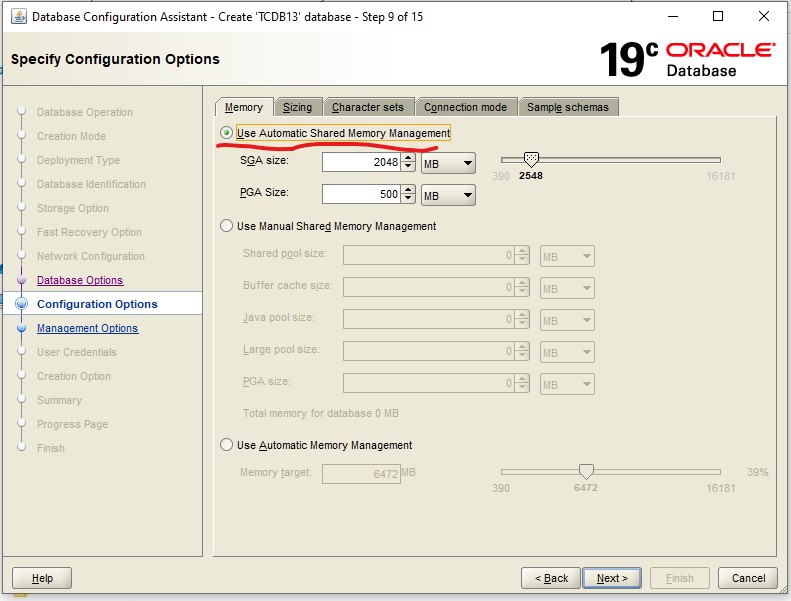 Database Configuration Assistant - Create 'TCDB13' database - Step 9 of 15
Specify Configuration Options
19c ORACLE
Database
Database Operation
Creation Mode
Deployment Type
Database Identification
Storage Option
Fast Recovery Option
Network Configuration
Database Options
Configuration Options
Management Options
User Credentials
Creation Option
Summary
Progress Page
Finish
Memory Sizing Character sets Connection mode Sample schemas
Use Automatic Shared Memory Management
SGA size: 2048 MB
390 2548 16181
PGA Size: 500 MB
Use Manual Shared Memory Management
Shared pool size: 0 MB
Buffer cache size: 0 MB
Java pool size: 0 MB
Large pool size: 0 MB
PGA size: 0 MB
Total memory for database 0 MB
Use Automatic Memory Management
Memory target: 6472 MB 39%
390 6472 16181
Help < Back Next > Finish Cancel